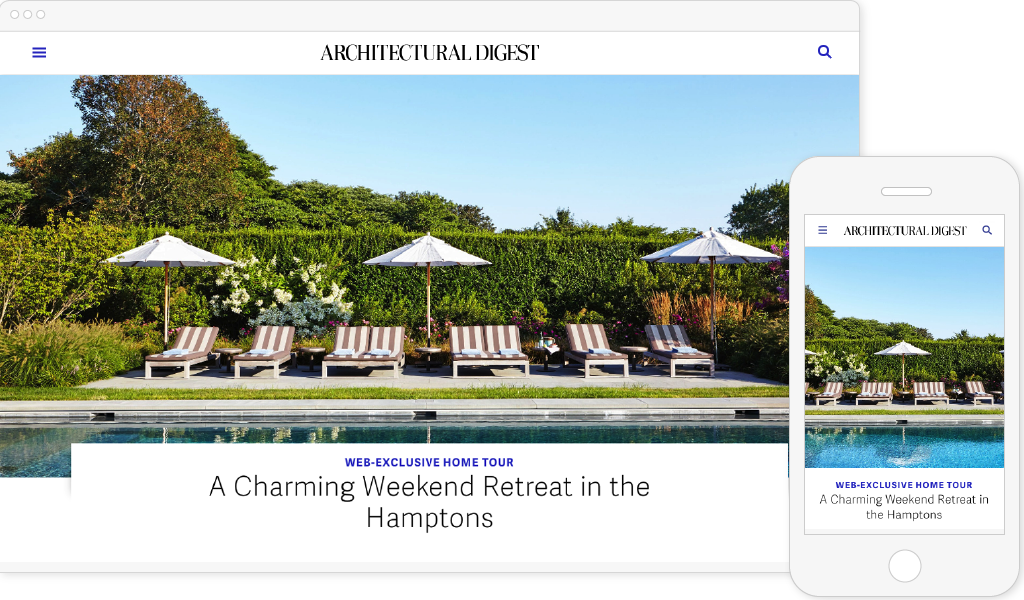 ARCHITECTURAL DIGEST
WEB-EXCLUSIVE HOME TOUR
A Charming Weekend Retreat in the
Hamptons
ARCHITECTURAL DIGEST
WEB-EXCLUSIVE HOME TOUR
A Charming Weekend Retreat in
the Hamptons